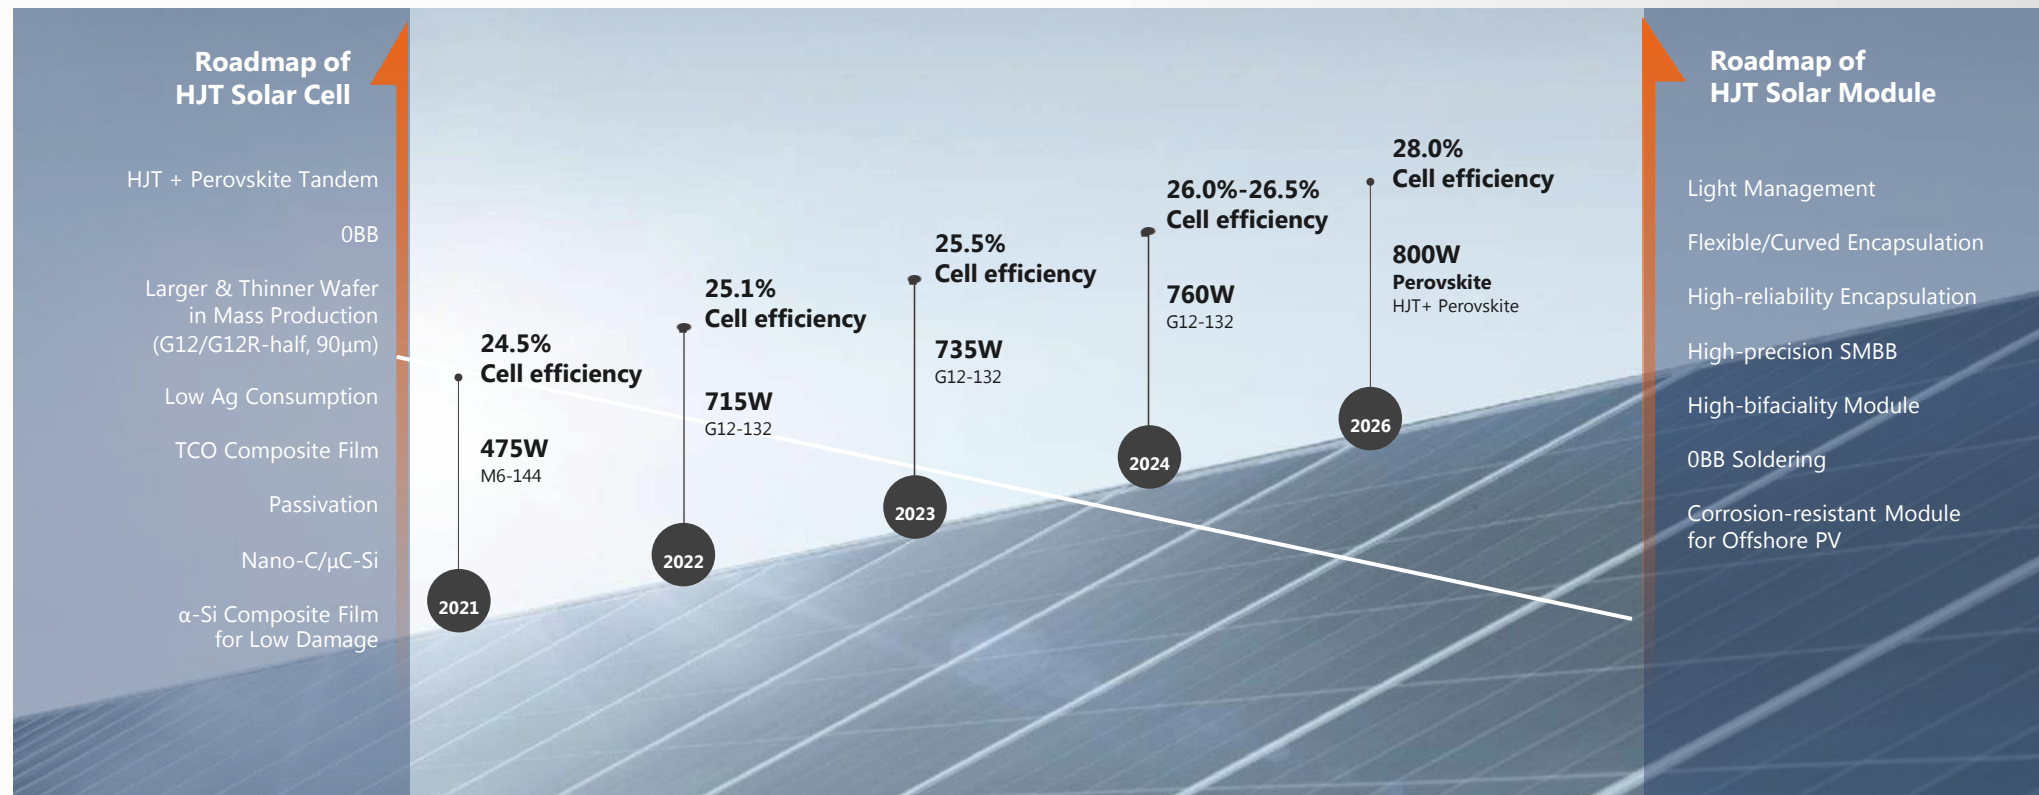 Roadmap of
HJT Solar Cell
HJT + Perovskite Tandem
0BB
Larger & Thinner Wafer
in Mass Production
(G12/G12R-half, 90μm)
Low Ag Consumption
TCO Composite Film
Passivation
Nano-C/μC-Si
α-Si Composite Film
for Low Damage
24.5%
Cell efficiency
475W
M6-144
2021
25.1%
Cell efficiency
715W
G12-132
2022
25.5%
Cell efficiency
735W
G12-132
2023
26.0%-26.5%
Cell efficiency
760W
G12-132
2024
28.0%
Cell efficiency
800W
Perovskite
HJT+ Perovskite
2026
Roadmap of
HJT Solar Module
Light Management
Flexible/Curved Encapsulation
High-reliability Encapsulation
High-precision SMBB
High-bifaciality Module
0BB Soldering
Corrosion-resistant Module
for Offshore PV